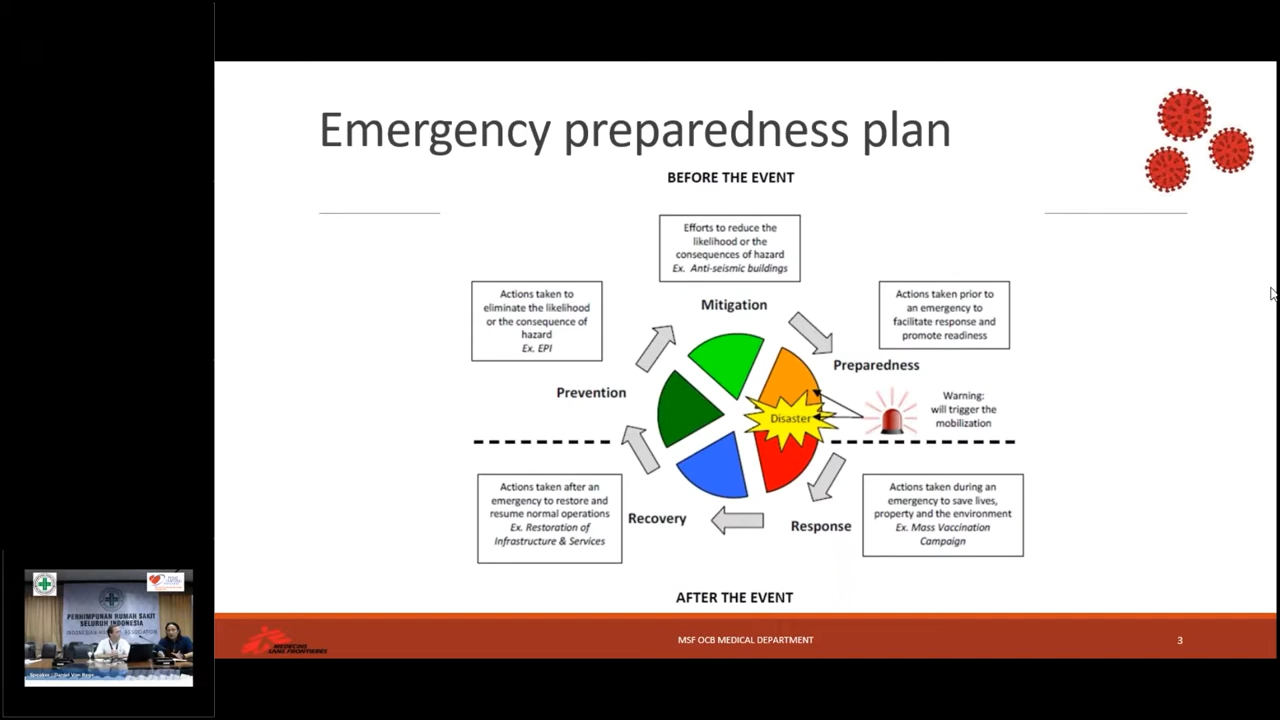 Emergency preparedness plan
BEFORE THE EVENT
Efforts to reduce the
likelihood or the
consequences of hazard
Ex. Anti-seismic buildings
Mitigation
Actions taken to
eliminate the likelihood
or the consequence of
hazard
Ex. EPI
Prevention
Actions taken prior to
an emergency to
facilitate response and
promote readiness
Preparedness
Disaster
Warning:
will trigger the
mobilization
Actions taken after an
emergency to restore and
resume normal operations
Ex. Restoration of
Infrastructure & Services
Recovery
Response
Actions taken during an
emergency to save lives,
property and the environment
Ex. Mass Vaccination
Campaign
AFTER THE EVENT
MEDECINS
SANS FRONTIERES
MSF OCB MEDICAL DEPARTMENT
3
PERHIMPUNAN RUMAH SAKIT
SELURUH INDONESIA